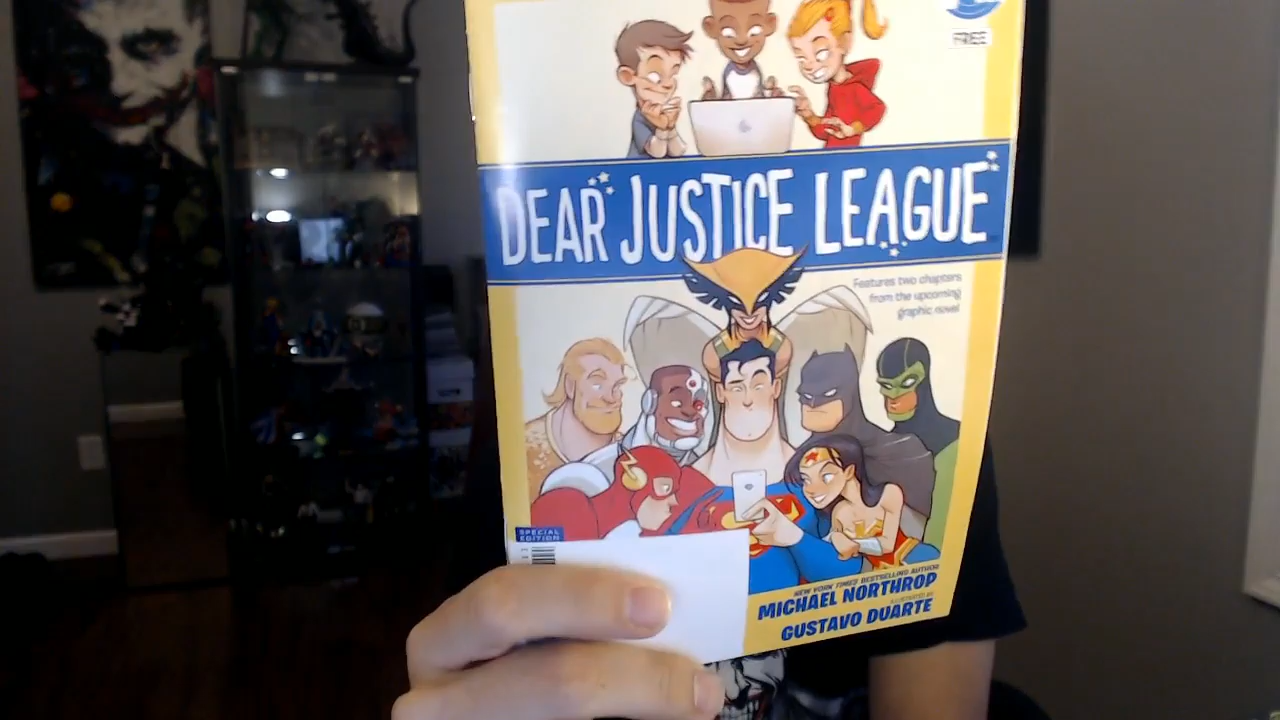 FREE
DEAR JUSTICE LEAGUE
Features two chapters
from the upcoming
graphic novel
SPECIAL
EDITION
NEW YORK TIMES BESTSELLING AUTHOR
MICHAEL NORTHROP
ILLUSTRATED BY
GUSTAVO DUARTE